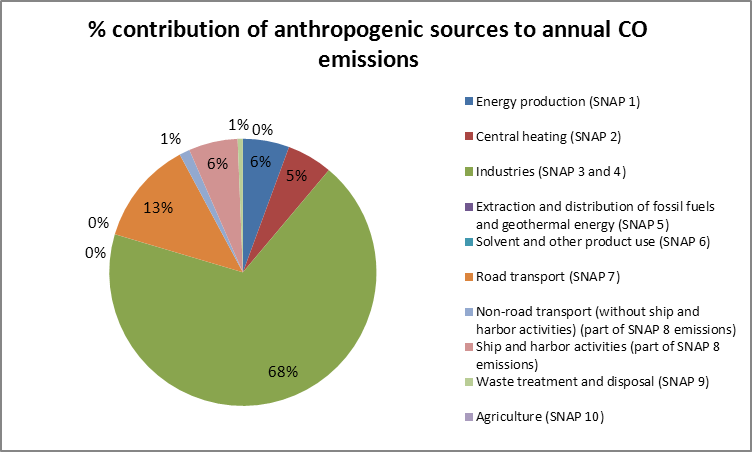 % contribution of anthropogenic sources to annual CO
emissions
1%
0%
1%
6%
6%
5%
13%
0%
0%
68%
Energy production (SNAP 1)
Central heating (SNAP 2)
Industries (SNAP 3 and 4)
Extraction and distribution of fossil fuels
and geothermal energy (SNAP 5)
Solvent and other product use (SNAP 6)
Road transport (SNAP 7)
Non-road transport (without ship and
harbor activities) (part of SNAP 8 emissions)
Ship and harbor activities (part of SNAP 8
emissions)
Waste treatment and disposal (SNAP 9)
Agriculture (SNAP 10)